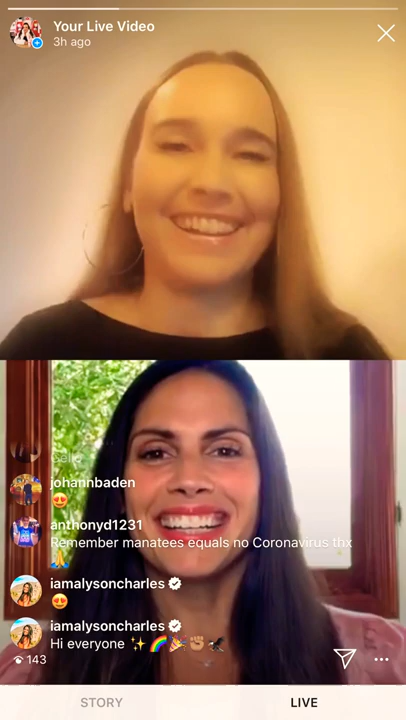 Your Live Video
3h ago
johannbaden
😍
anthonyd1231
Remember manatees equals no Coronavirus thx
🙏
iamalysoncharles
😍
iamalysoncharles
Hi everyone ✨🌈🎉✊🏽🦅
143
STORY
LIVE